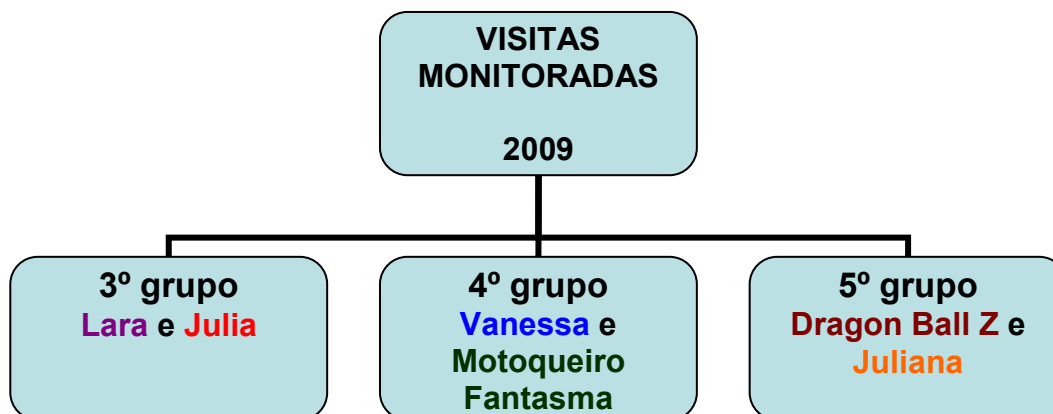 VISITAS
MONITORADAS
2009
3º grupo
Lara e Julia
4º grupo
Vanessa e
Motoqueiro
Fantasma
5º grupo
Dragon Ball Z e
Juliana